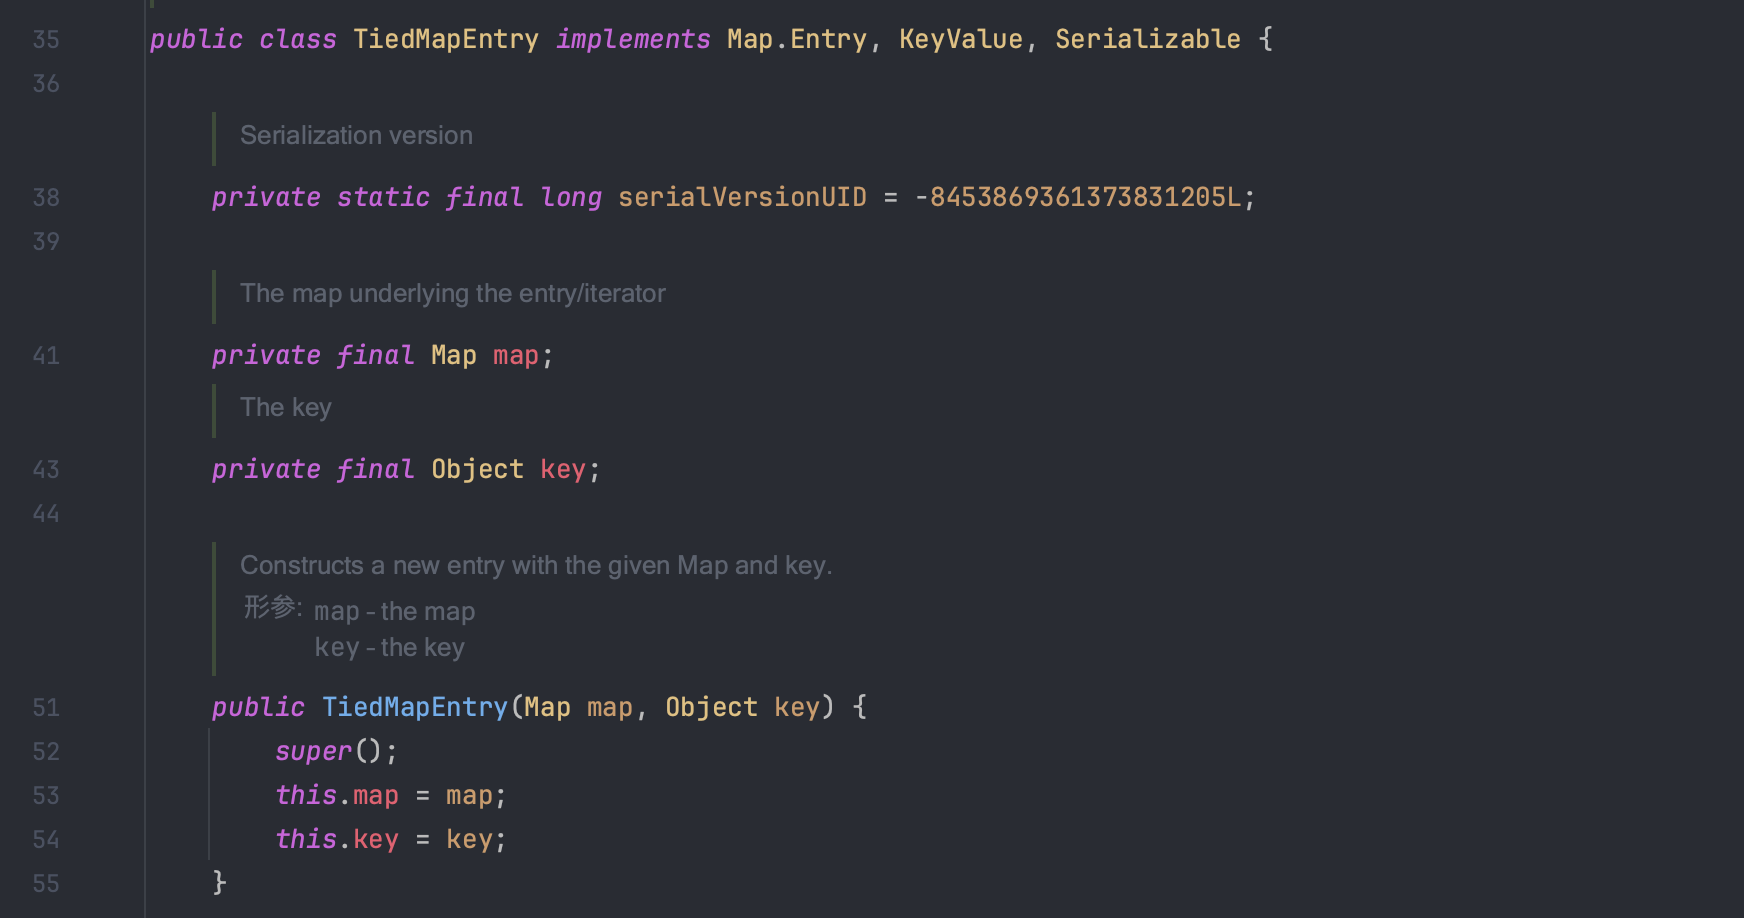 35 public class TiedMapEntry implements Map.Entry, KeyValue, Serializable {
36
Serialization version
38 private static final long serialVersionUID = -8453869361373831205L;
39
The map underlying the entry/iterator
41 private final Map map;
The key
43 private final Object key;
44
Constructs a new entry with the given Map and key.
形参: map - the map
key - the key
51 public TiedMapEntry(Map map, Object key) {
52 super();
53 this.map = map;
54 this.key = key;
55 }